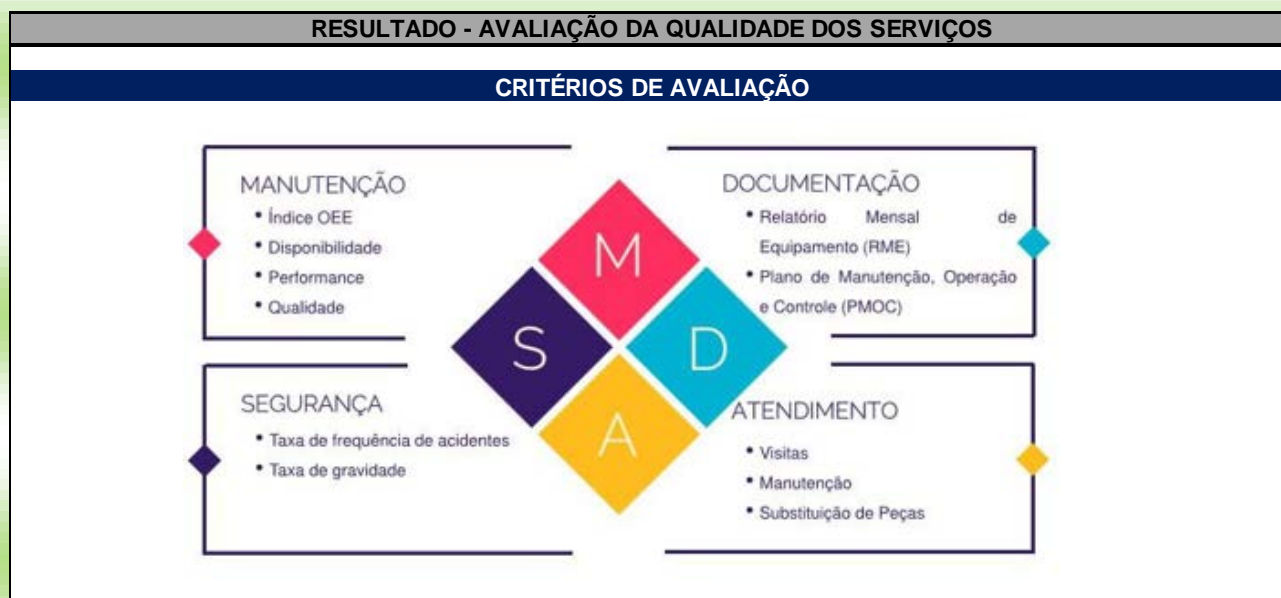 RESULTADO - AVALIAÇÃO DA QUALIDADE DOS SERVIÇOS
CRITÉRIOS DE AVALIAÇÃO
MANUTENÇÃO
• Índice OEE
• Disponibilidade
• Performance
• Qualidade
DOCUMENTAÇÃO
• Relatório Mensal de
Equipamento (RME)
• Plano de Manutenção, Operação
e Controle (PMOC)
M
S
D
A
SEGURANÇA
• Taxa de frequência de acidentes
• Taxa de gravidade
ATENDIMENTO
• Visitas
• Manutenção
• Substituição de Peças